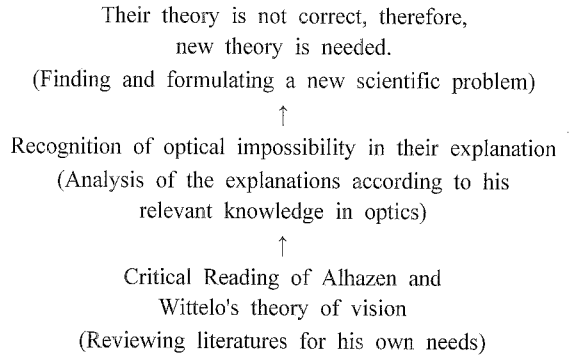 Their theory is not correct, therefore,
new theory is needed.
(Finding and formulating a new scientific problem)
↑
Recognition of optical impossibility in their explanation
(Analysis of the explanations according to his
relevant knowledge in optics)
↑
Critical Reading of Alhazen and
Wittelo's theory of vision
(Reviewing literatures for his own needs)